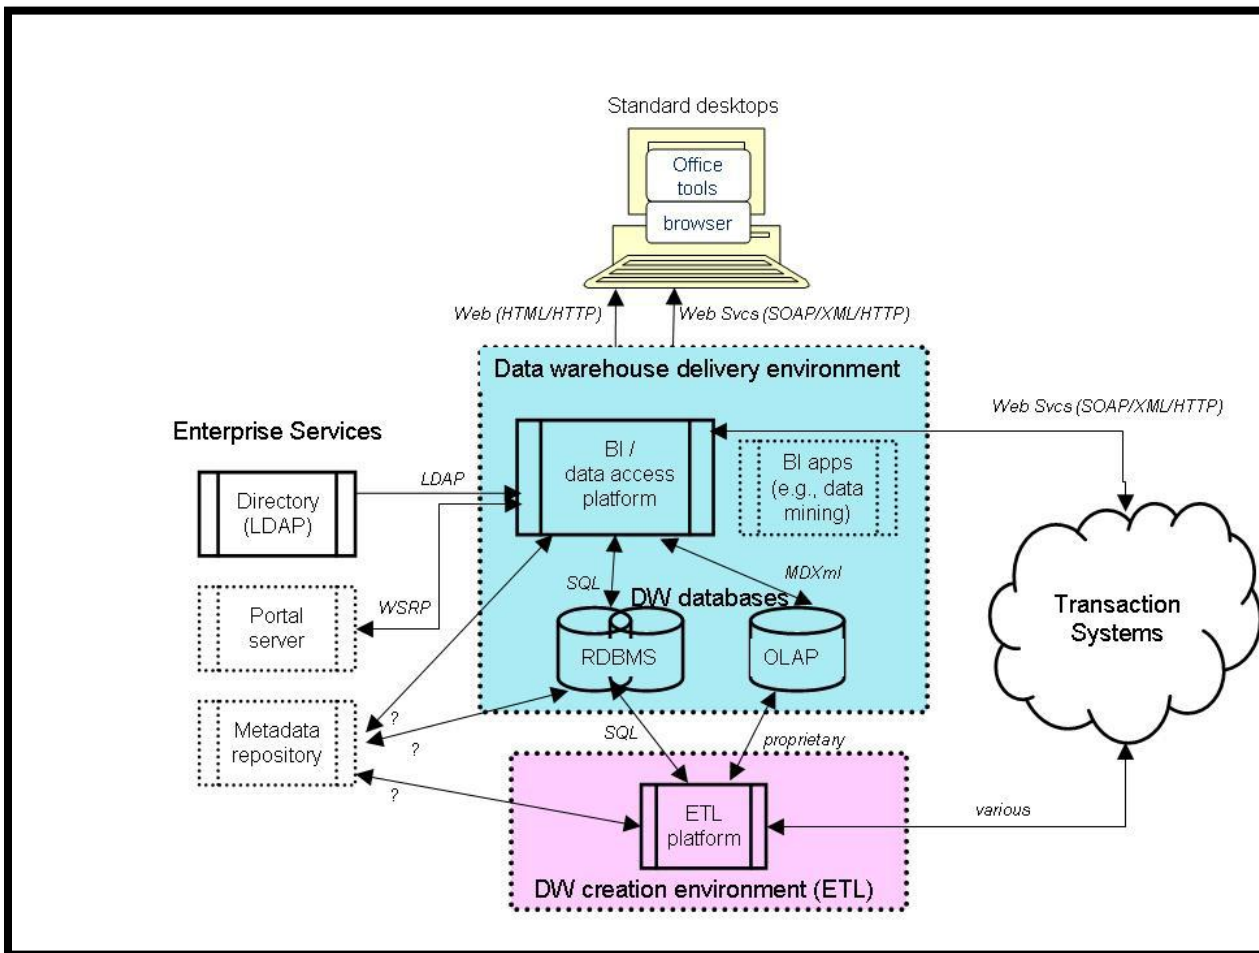 Standard desktops
Office
tools
browser
Web (HTML/HTTP)
Web Svcs (SOAP/XML/HTTP)
Data warehouse delivery environment
Web Svcs (SOAP/XML/HTTP)
Enterprise Services
BI /
data access
platform
BI apps
(e.g., data
mining)
LDAP
Directory
(LDAP)
SQL
MDXml
DW databases
WSRP
Portal
server
RDBMS
OLAP
Transaction
Systems
Metadata
repository
?
?
?
SQL
proprietary
ETL
platform
various
DW creation environment (ETL)